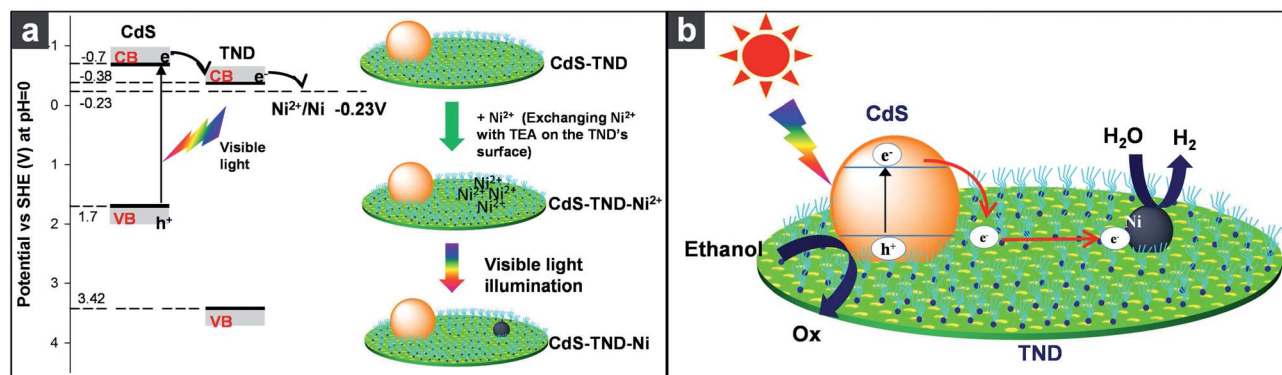 a
Potential vs SHE (V) at pH=0
-1
0
1
2
3
4
CdS
TND
-0.7
-0.38
-0.23
CB
e⁻
CB
e⁻
Ni²⁺/Ni -0.23V
Visible
light
1.7
VB
h⁺
3.42
VB
CdS-TND
+ Ni²⁺ (Exchanging Ni²⁺
with TEA on the TND's
surface)
Ni²⁺
Ni²⁺Ni²⁺
Ni²⁺
CdS-TND-Ni²⁺
Visible light
illumination
CdS-TND-Ni
b
CdS
H₂O
H₂
e⁻
Ni
Ethanol
h⁺
e⁻
e⁻
Ox
TND